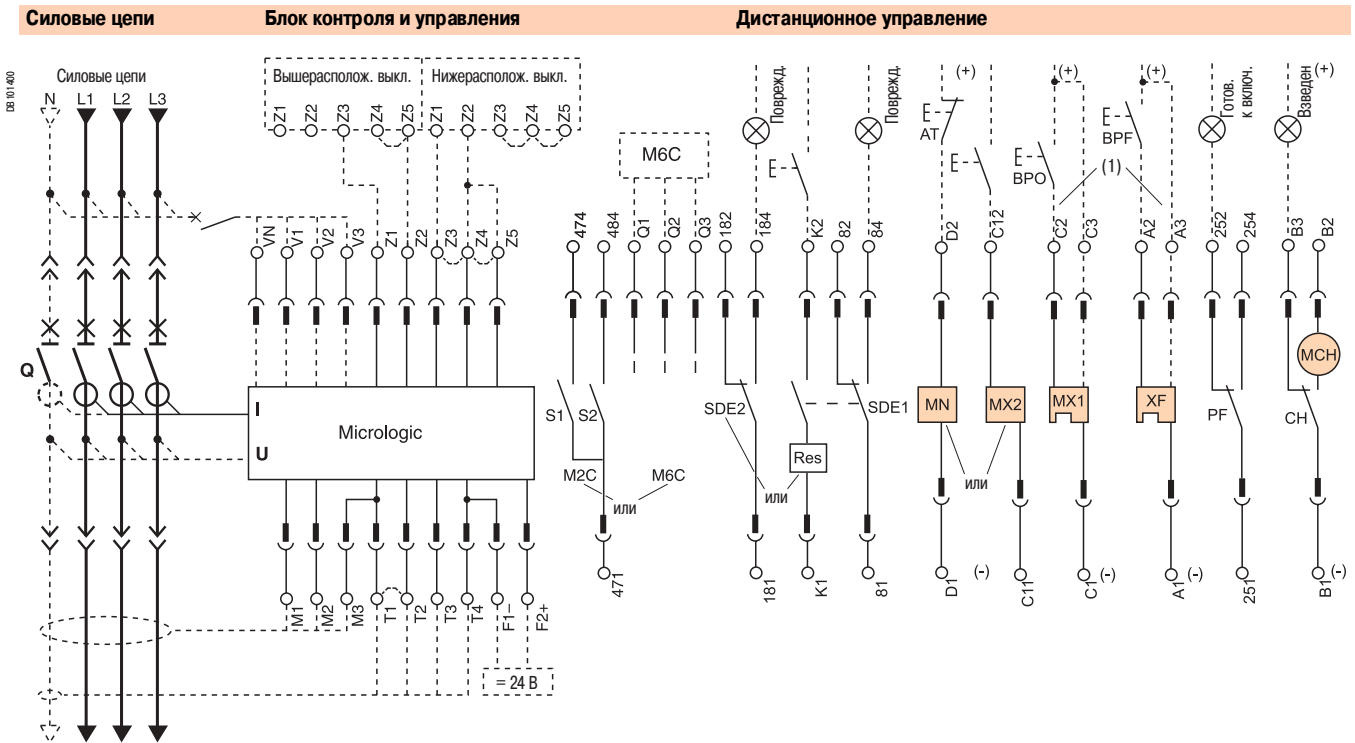 Силовые цепи
Блок контроля и управления
Дистанционное управление
DB101400
Силовые цепи
N L1 L2 L3
Вышерасполож. выкл.
Нижерасполож. выкл.
Z1 Z2 Z3 Z4 Z5 Z1 Z2 Z3 Z4 Z5
M6C
Поврежд.
Поврежд.
(+)
(+)
(+)
Готов.
к включ.
Взведен
(+)
AT
BPO
BPF
(1)
VN V1 V2 V3 Z1 Z2 Z3 Z4 Z5
474 484 Q1 Q2 Q3 182 184 K2 82 84 D2 C12 C2 C3 A2 A3 252 254 B3 B2
Q
I
U
Micrologic
S1 S2
M2C
или
M6C
SDE2
Res
или
SDE1
MN
MX2
или
MX1
XF
PF
MCH
CH
471 181 K1 81 D1 (-) C11 C1 (-) A1 (-) 251 B1 (-)
M1 M2 M3 T1 T2 T3 T4 F1– F2+
= 24 В